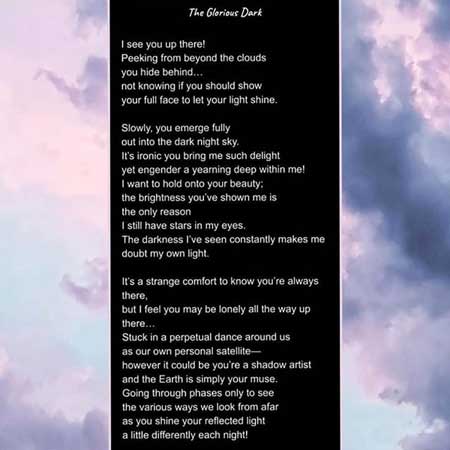 The Glorious Dark
I see you up there!
Peeking from beyond the clouds
you hide behind…
not knowing if you should show
your full face to let your light shine.
Slowly, you emerge fully
out into the dark night sky.
It’s ironic you bring me such delight
yet engender a yearning deep within me!
I want to hold onto your beauty;
the brightness you’ve shown me is
the only reason
I still have stars in my eyes.
The darkness I’ve seen constantly makes me
doubt my own light.
It’s a strange comfort to know you’re always
there,
but I feel you may be lonely all the way up
there…
Stuck in a perpetual dance around us
as our own personal satellite—
however it could be you’re a shadow artist
and the Earth is simply your muse.
Going through phases only to see
the various ways we look from afar
as you shine your reflected light
a little differently each night!